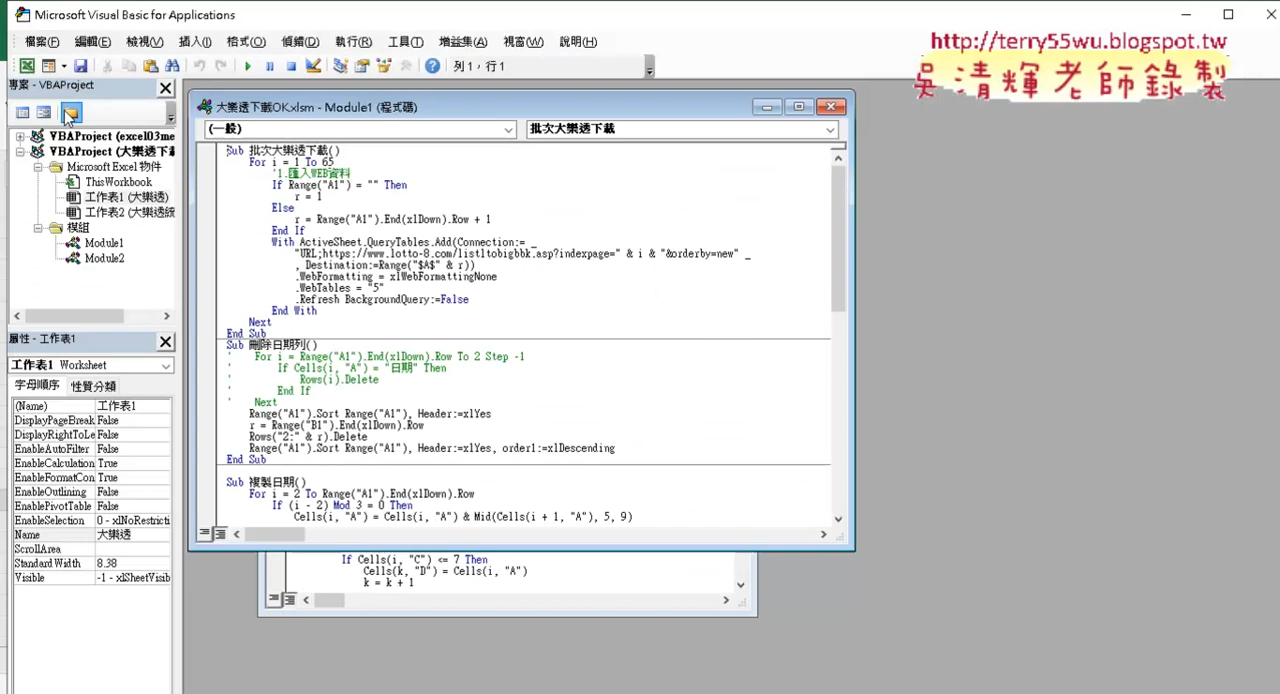 Microsoft Visual Basic for Applications
http://terry55wu.blogspot.tw
吳清輝老師錄製
檔案(F) 編輯(E) 檢視(V) 插入(I) 格式(O) 偵錯(D) 執行(R) 工具(T) 增益集(A) 視窗(W) 說明(H)
列 1，行 1
專案 - VBAProject
VBAProject (excel03me
VBAProject (大樂透下載
Microsoft Excel 物件
ThisWorkbook
工作表1 (大樂透)
工作表2 (大樂透統
模組
Module1
Module2
屬性 - 工作表1
工作表1 Worksheet
字母順序 性質分類
(Name) 工作表1
DisplayPageBreak False
DisplayRightToLe False
EnableAutoFilter False
EnableCalculation True
EnableFormatCon True
EnableOutlining False
EnablePivotTable False
EnableSelection 0 - xlNoRestricti
Name 大樂透
ScrollArea
StandardWidth 8.38
Visible -1 - xlSheetVisib
大樂透下載OK.xlsm - Module1 (程式碼)
(一般) 批次大樂透下載
Sub 批次大樂透下載()
For i = 1 To 65
'1.匯入WEB資料
If Range("A1") = "" Then
r = 1
Else
r = Range("A1").End(xlDown).Row + 1
End If
With ActiveSheet.QueryTables.Add(Connection:= _
"URL;https://www.lotto-8.com/listltobigbbk.asp?indexpage=" & i & "&orderby=new" _
, Destination:=Range("$A$" & r))
.WebFormatting = xlWebFormattingNone
.WebTables = "5"
.Refresh BackgroundQuery:=False
End With
Next
End Sub
Sub 刪除日期列()
' For i = Range("A1").End(xlDown).Row To 2 Step -1
' If Cells(i, "A") = "日期" Then
' Rows(i).Delete
' End If
' Next
Range("A1").Sort Range("A1"), Header:=xlYes
r = Range("B1").End(xlDown).Row
Rows("2:" & r).Delete
Range("A1").Sort Range("A1"), Header:=xlYes, order1:=xlDescending
End Sub
Sub 複製日期()
For i = 2 To Range("A1").End(xlDown).Row
If (i - 2) Mod 3 = 0 Then
Cells(i, "A") = Cells(i, "A") & Mid(Cells(i + 1, "A"), 5, 9)
If Cells(i, "C") <= 7 Then
Cells(k, "D") = Cells(i, "A")
k = k + 1